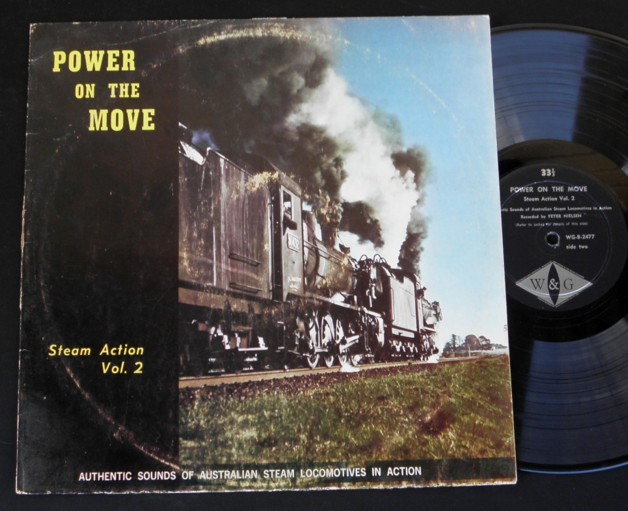 POWER
ON THE
MOVE
Steam Action
Vol. 2
AUTHENTIC SOUNDS OF AUSTRALIAN STEAM LOCOMOTIVES IN ACTION
33⅓
POWER ON THE MOVE
Steam Action Vol. 2
Sounds of Australian Steam Locomotives in Action
Recorded by PETER NIELSEN
WG-B-2477
side two
W&G